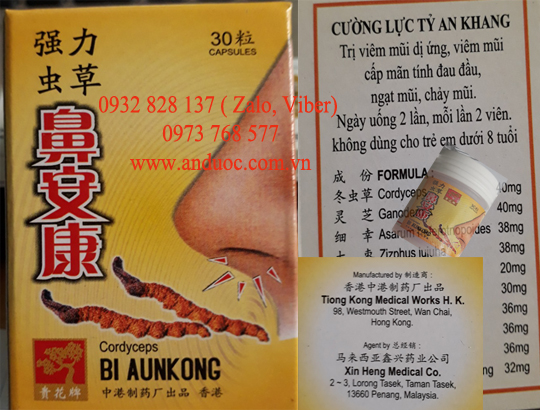 强力
虫草
30粒
CAPSULES
鼻安康
Cordyceps
BI AUNKONG
中港制药厂出品 香港
青花牌
0932 828 137 ( Zalo, Viber)
0973 768 577
www.anduoc.com.vn
CƯỜNG LỰC TỶ AN KHANG
Trị viêm mũi dị ứng, viêm mũi
cấp mãn tính đau đầu,
ngạt mũi, chảy mũi.
Ngày uống 2 lần, mỗi lần 2 viên.
không dùng cho trẻ em dưới 8 tuổi
成 份 FORMULA :
冬虫草 Cordyceps 40mg
灵 芝 Ganoderma 40mg
细 辛 Asarum 38mg
Zizphus 38mg
20mg
30mg
36mg
36mg
36mg
32mg
Manufactured by 制造商 :
香港中港制药厂出品
Tiong Kong Medical Works H. K.
98, Westmouth Street, Wan Chai,
Hong Kong.
Agent by 总经销 :
马来西亚鑫兴药业公司
Xin Heng Medical Co.
2 ~ 3, Lorong Tasek, Taman Tasek,
13660 Penang, Malaysia.